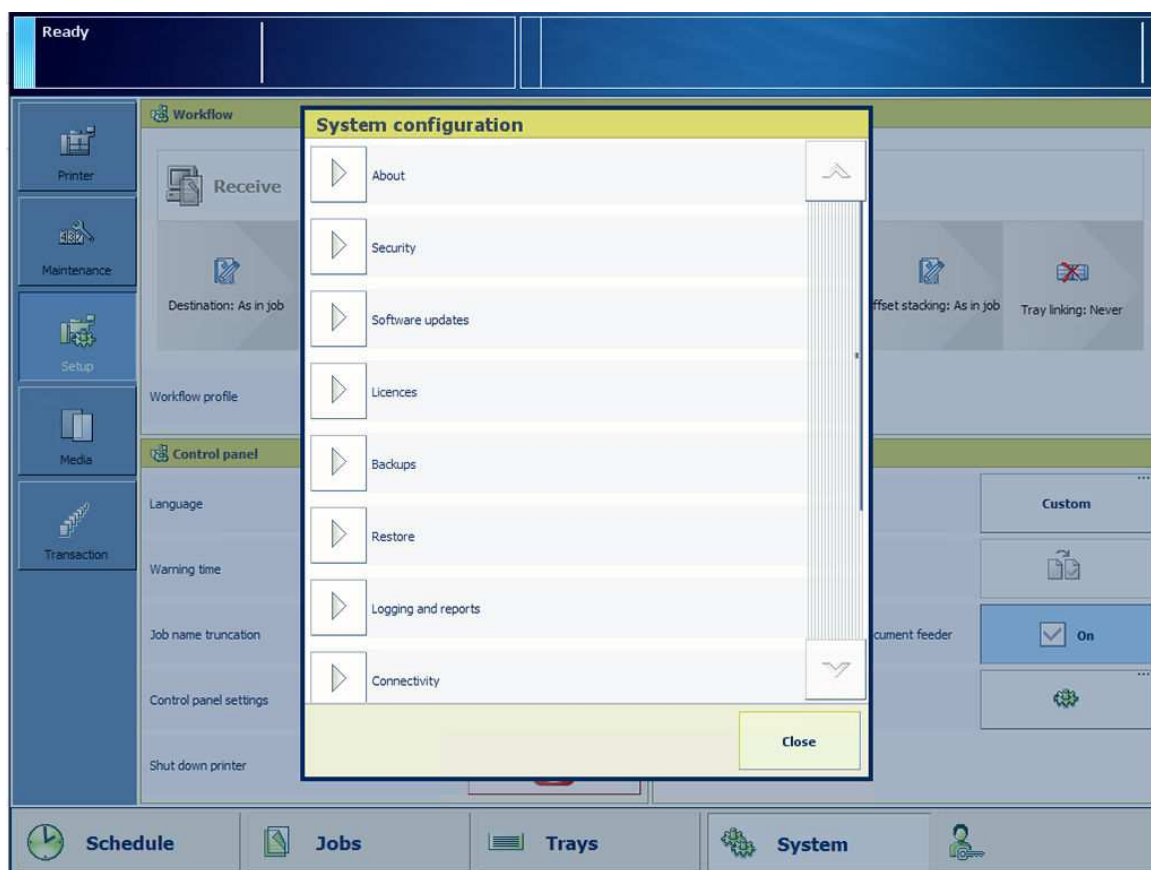 Ready
Printer
Maintenance
Setup
Media
Transaction
Workflow
Receive
Destination: As in job
ffset stacking: As in job
Tray linking: Never
Workflow profile
Control panel
Language
Warning time
Job name truncation
Control panel settings
Shut down printer
Custom
cument feeder
On
System configuration
About
Security
Software updates
Licences
Backups
Restore
Logging and reports
Connectivity
Close
Schedule
Jobs
Trays
System